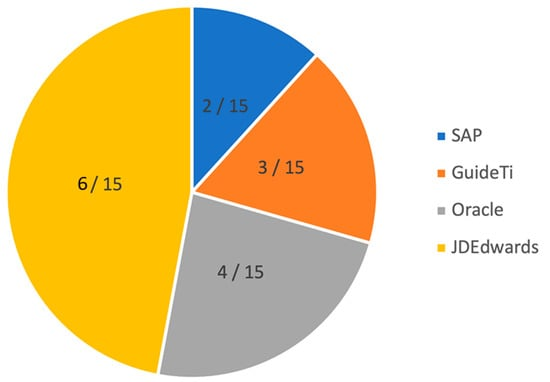 2 / 15
3 / 15
4 / 15
6 / 15
SAP
GuideTi
Oracle
JDEdwards